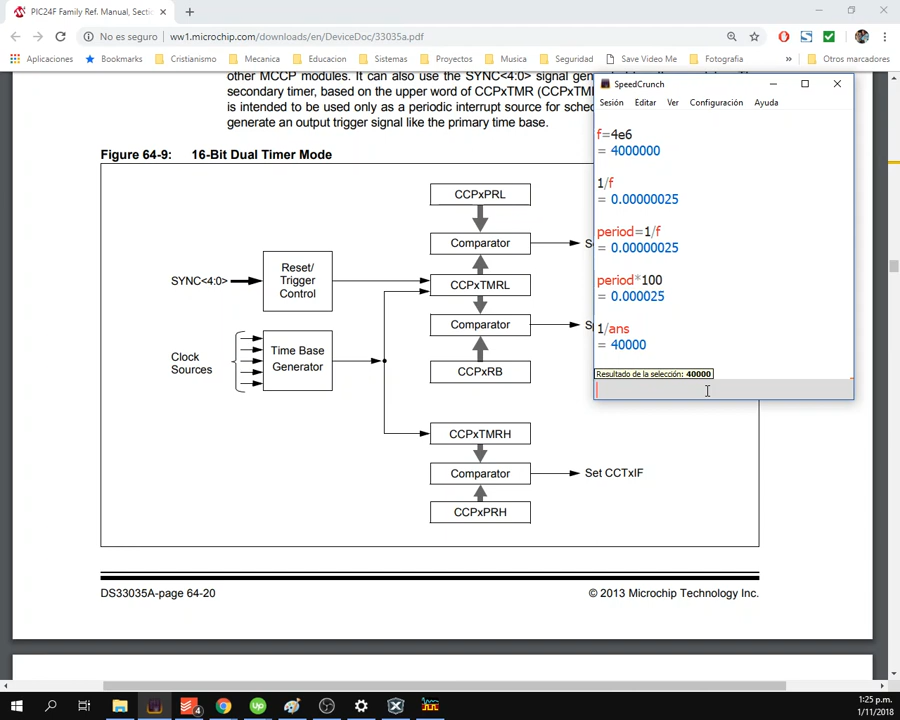 PIC24F Family Ref. Manual, Sectic
No es seguro
ww1.microchip.com/downloads/en/DeviceDoc/33035a.pdf
Aplicaciones
Bookmarks
Cristianismo
Mecanica
Educacion
Sistemas
Proyectos
Musica
Seguridad
Save Video Me
Fotografia
»
Otros marcadores
other MCCP modules. It can also use the SYNC<4:0> signal gen
secondary timer, based on the upper word of CCPxTMR (CCPxTM
is intended to be used only as a periodic interrupt source for sched
generate an output trigger signal like the primary time base.
Figure 64-9: 16-Bit Dual Timer Mode
CCPxPRL
Comparator
Se
SYNC<4:0>
Reset/
Trigger
Control
CCPxTMRL
Comparator
Clock
Sources
Time Base
Generator
CCPxRB
CCPxTMRH
Comparator
Set CCTxIF
CCPxPRH
DS33035A-page 64-20
© 2013 Microchip Technology Inc.
SpeedCrunch
Sesión
Editar
Ver
Configuración
Ayuda
f=4e6
= 4000000
1/f
= 0.00000025
period=1/f
= 0.00000025
period*100
= 0.000025
1/ans
= 40000
Resultado de la selección: 40000
4
1:25 p.m.
1/11/2018